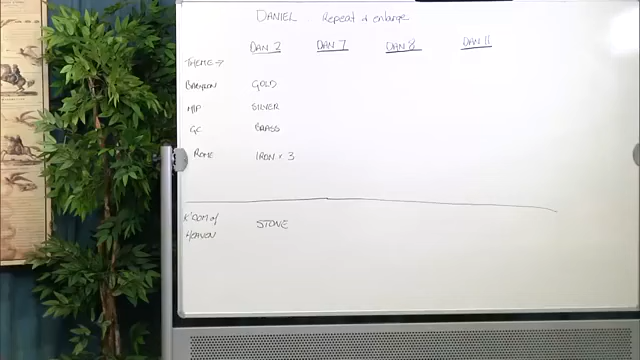 DANIEL Repeat & enlarge
DAN 2 DAN 7 DAN 8 DAN 11
THEME →
BABYLON GOLD
M/P SILVER
GC BRASS
ROME IRON x 3
K'DOM of HEAVEN STONE